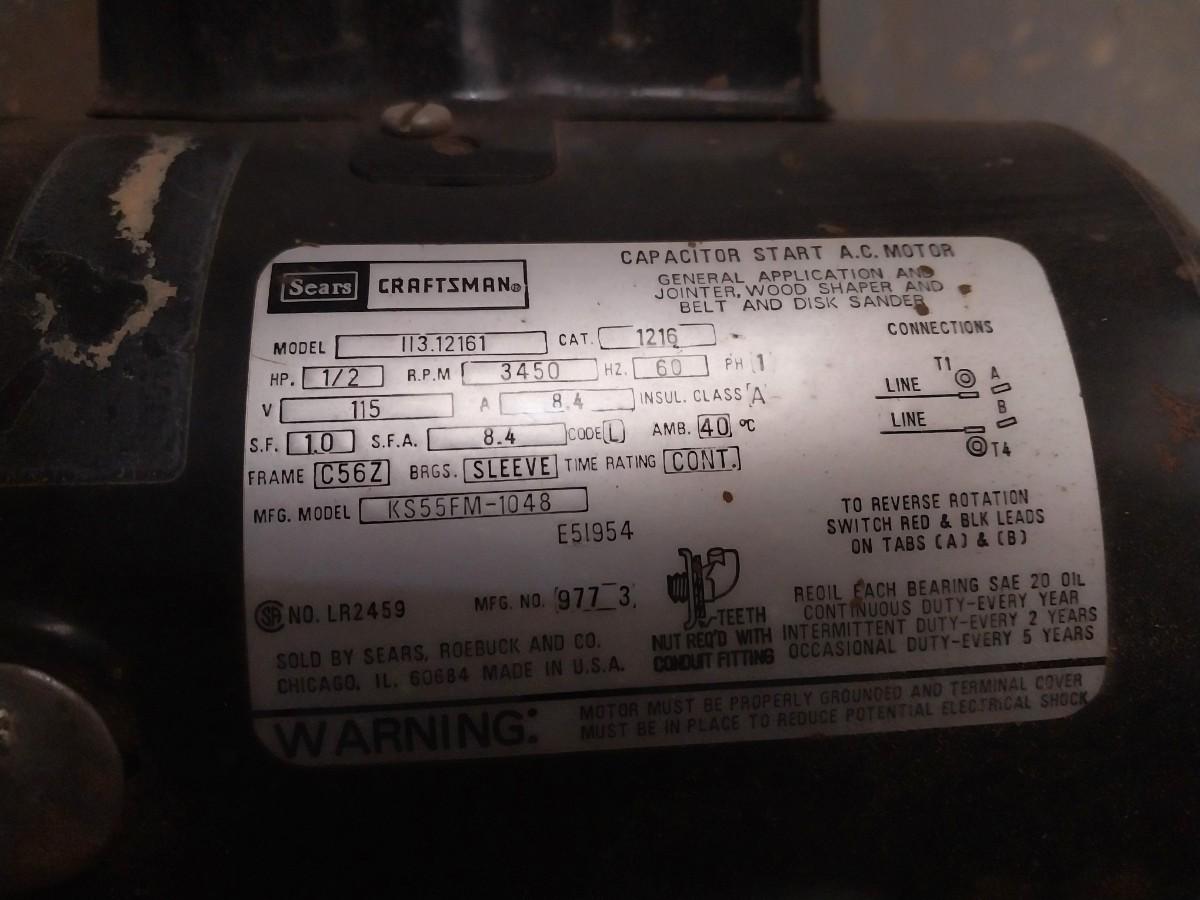 Sears CRAFTSMAN®
CAPACITOR START A.C. MOTOR
GENERAL APPLICATION AND
JOINTER, WOOD SHAPER AND
BELT AND DISK SANDER
MODEL 113.12161 CAT. 1216
HP. 1/2 R.P.M 3450 HZ. 60 PH 1
V 115 A 8.4 INSUL. CLASS A
S.F. 1.0 S.F.A. 8.4 CODE L AMB. 40 °C
FRAME C56Z BRGS. SLEEVE TIME RATING CONT.
MFG. MODEL KS55FM-1048
E51954
CONNECTIONS
T1
LINE A
LINE B
T4
TO REVERSE ROTATION
SWITCH RED & BLK LEADS
ON TABS (A) & (B)
SA NO. LR2459 MFG. NO. 977 3
TEETH
NUT REQ'D WITH
CONDUIT FITTING
REOIL EACH BEARING SAE 20 OIL
CONTINUOUS DUTY-EVERY YEAR
INTERMITTENT DUTY-EVERY 2 YEARS
OCCASIONAL DUTY-EVERY 5 YEARS
SOLD BY SEARS, ROEBUCK AND CO.
CHICAGO, IL. 60684 MADE IN U.S.A.
WARNING: MOTOR MUST BE PROPERLY GROUNDED AND TERMINAL COVER
MUST BE IN PLACE TO REDUCE POTENTIAL ELECTRICAL SHOCK